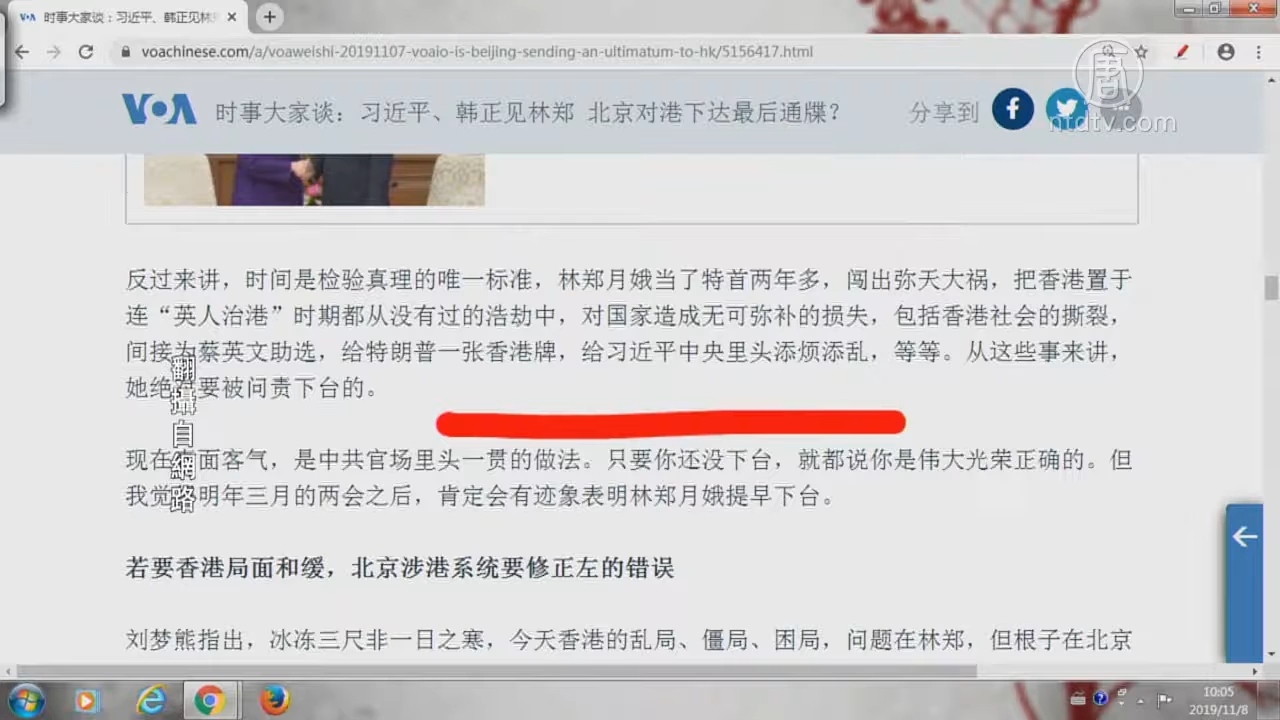 时事大家谈：习近平、韩正见林
voachinese.com/a/voaweishi-20191107-voaio-is-beijing-sending-an-ultimatum-to-hk/5156417.html
VOA 时事大家谈：习近平、韩正见林郑 北京对港下达最后通牒？ 分享到
唐
ntdtv.com
反过来讲，时间是检验真理的唯一标准，林郑月娥当了特首两年多，闯出弥天大祸，把香港置于
连“英人治港”时期都从没有过的浩劫中，对国家造成无可弥补的损失，包括香港社会的撕裂，
间接为蔡英文助选，给特朗普一张香港牌，给习近平中央里头添烦添乱，等等。从这些事来讲，
她绝 要被问责下台的。
现在 面客气，是中共官场里头一贯的做法。只要你还没下台，就都说你是伟大光荣正确的。但
我觉 明年三月的两会之后，肯定会有迹象表明林郑月娥提早下台。
翻攝自網路
若要香港局面和缓，北京涉港系统要修正左的错误
刘梦熊指出，冰冻三尺非一日之寒，今天香港的乱局、僵局、困局，问题在林郑，但根子在北京
10:05
2019/11/8